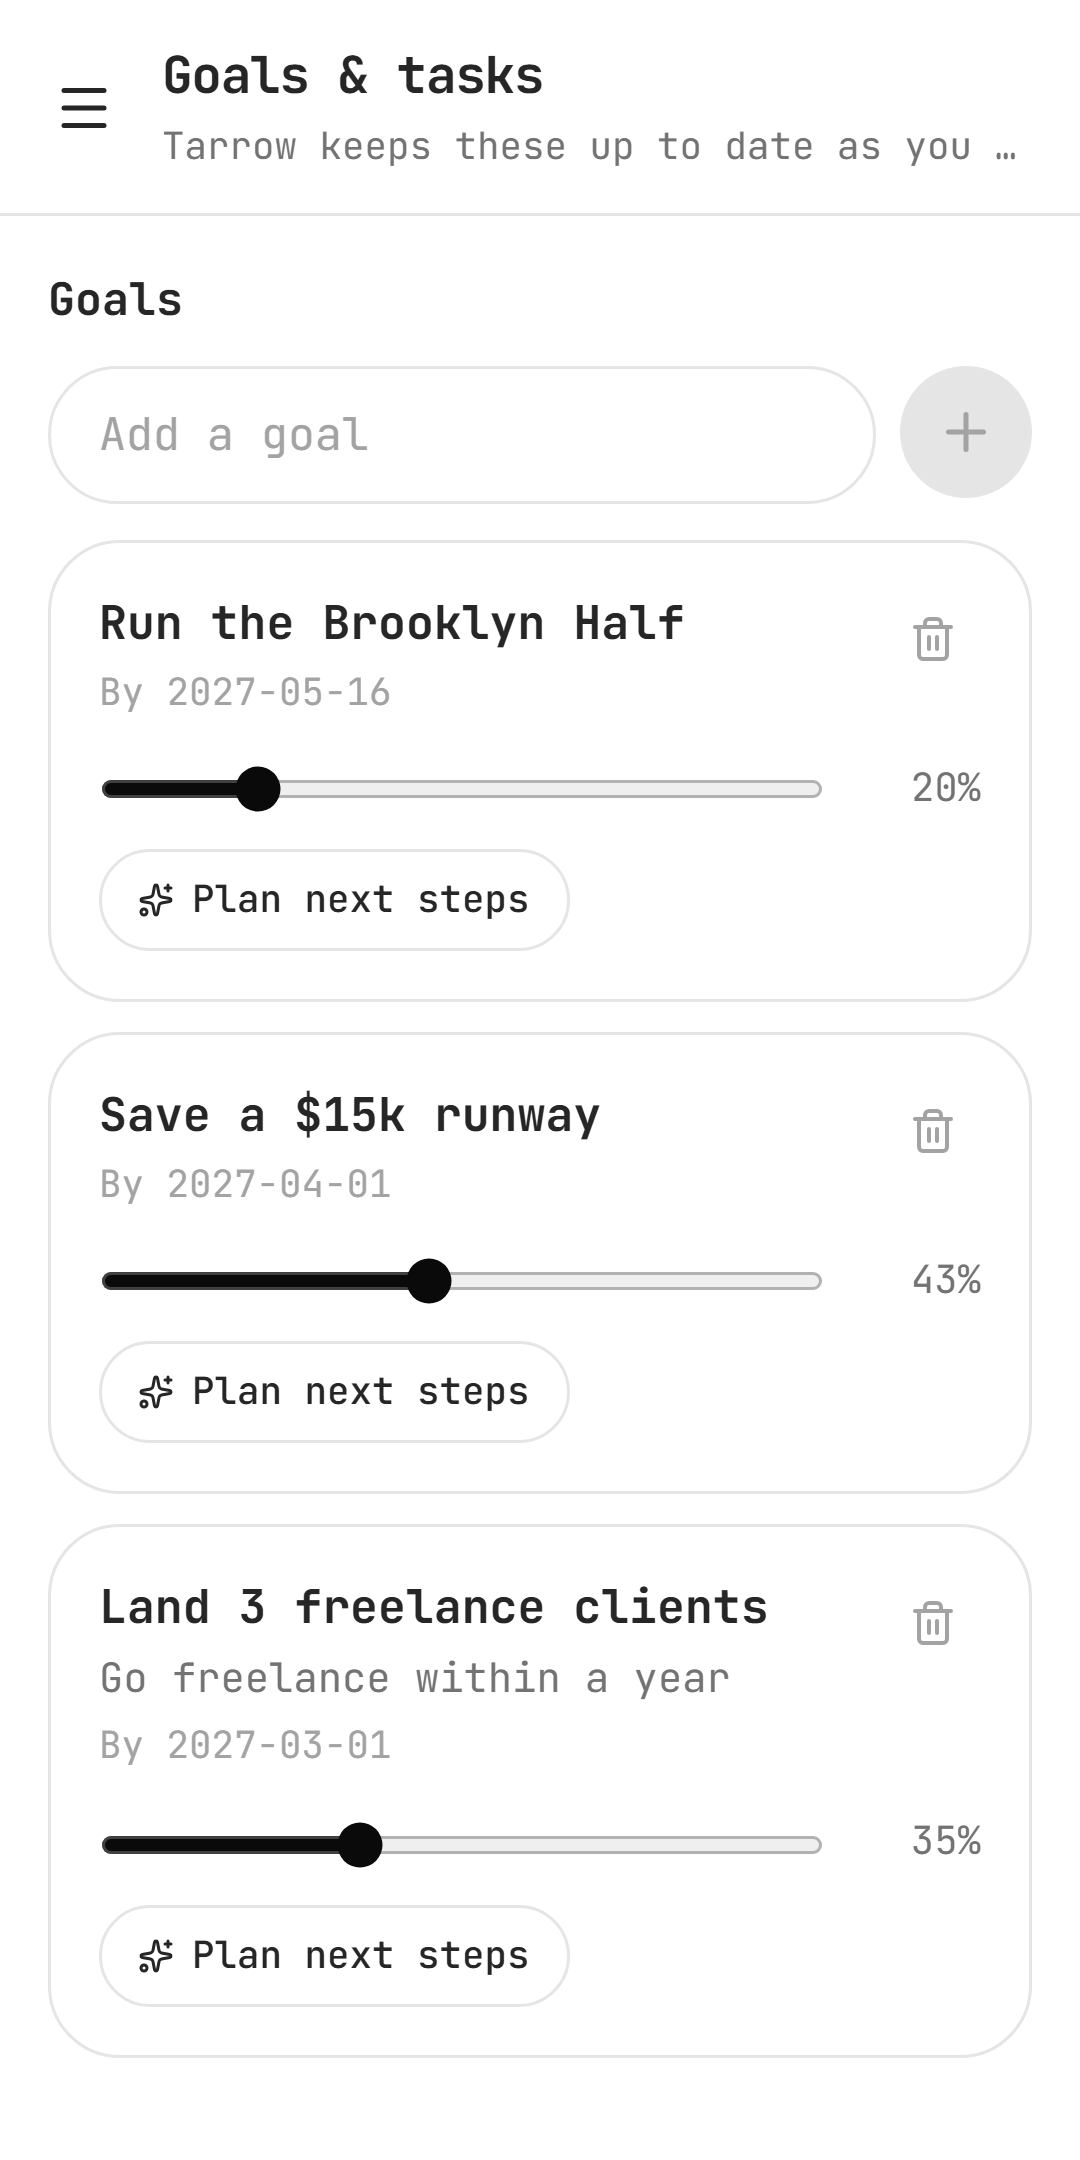 Goals & tasks
Tarrow keeps these up to date as you …
Goals
Add a goal
Run the Brooklyn Half
By 2027-05-16
20%
Plan next steps
Save a $15k runway
By 2027-04-01
43%
Plan next steps
Land 3 freelance clients
Go freelance within a year
By 2027-03-01
35%
Plan next steps